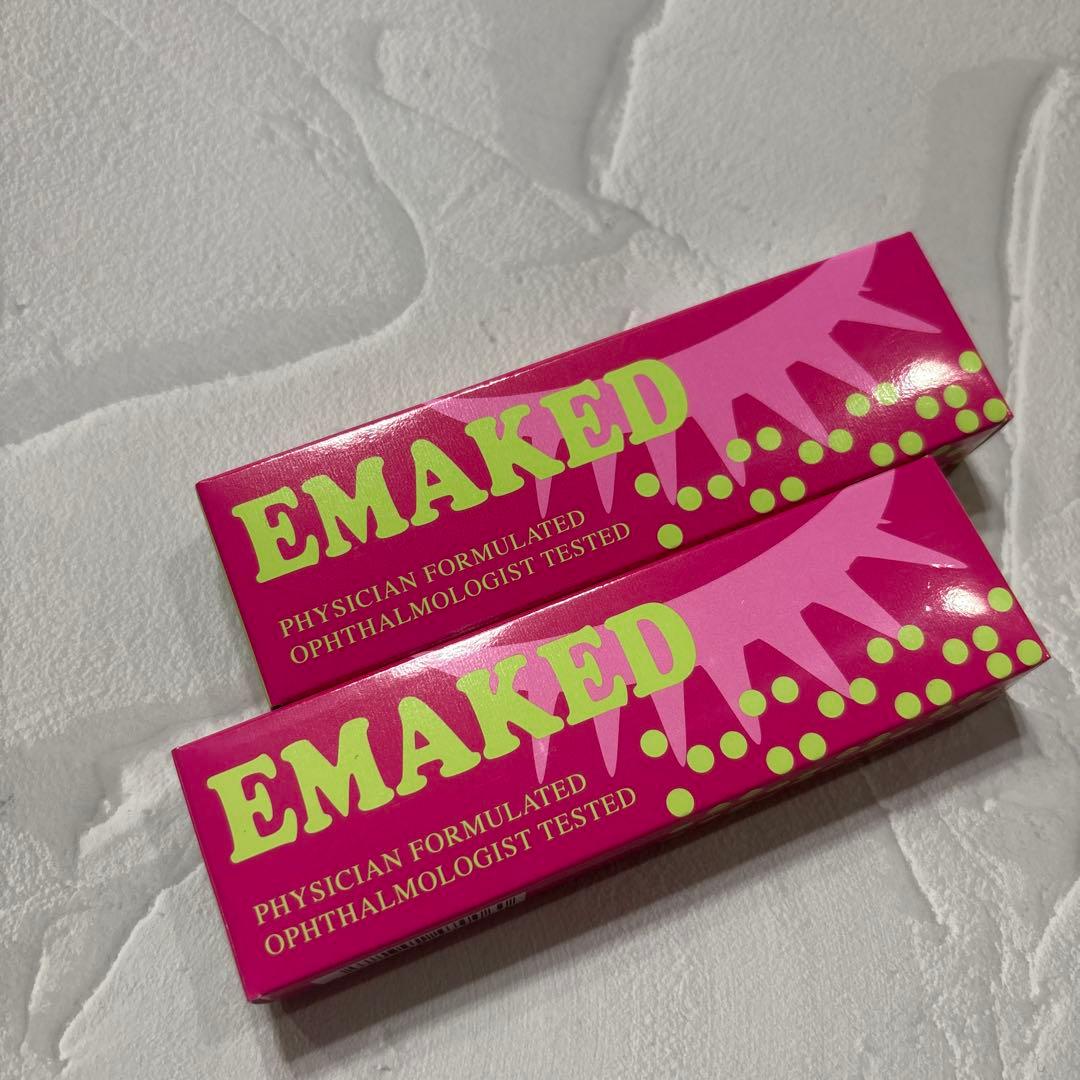 EMAKED
PHYSICIAN FORMULATED
OPHTHALMOLOGIST TESTED
EMAKED
PHYSICIAN FORMULATED
OPHTHALMOLOGIST TESTED